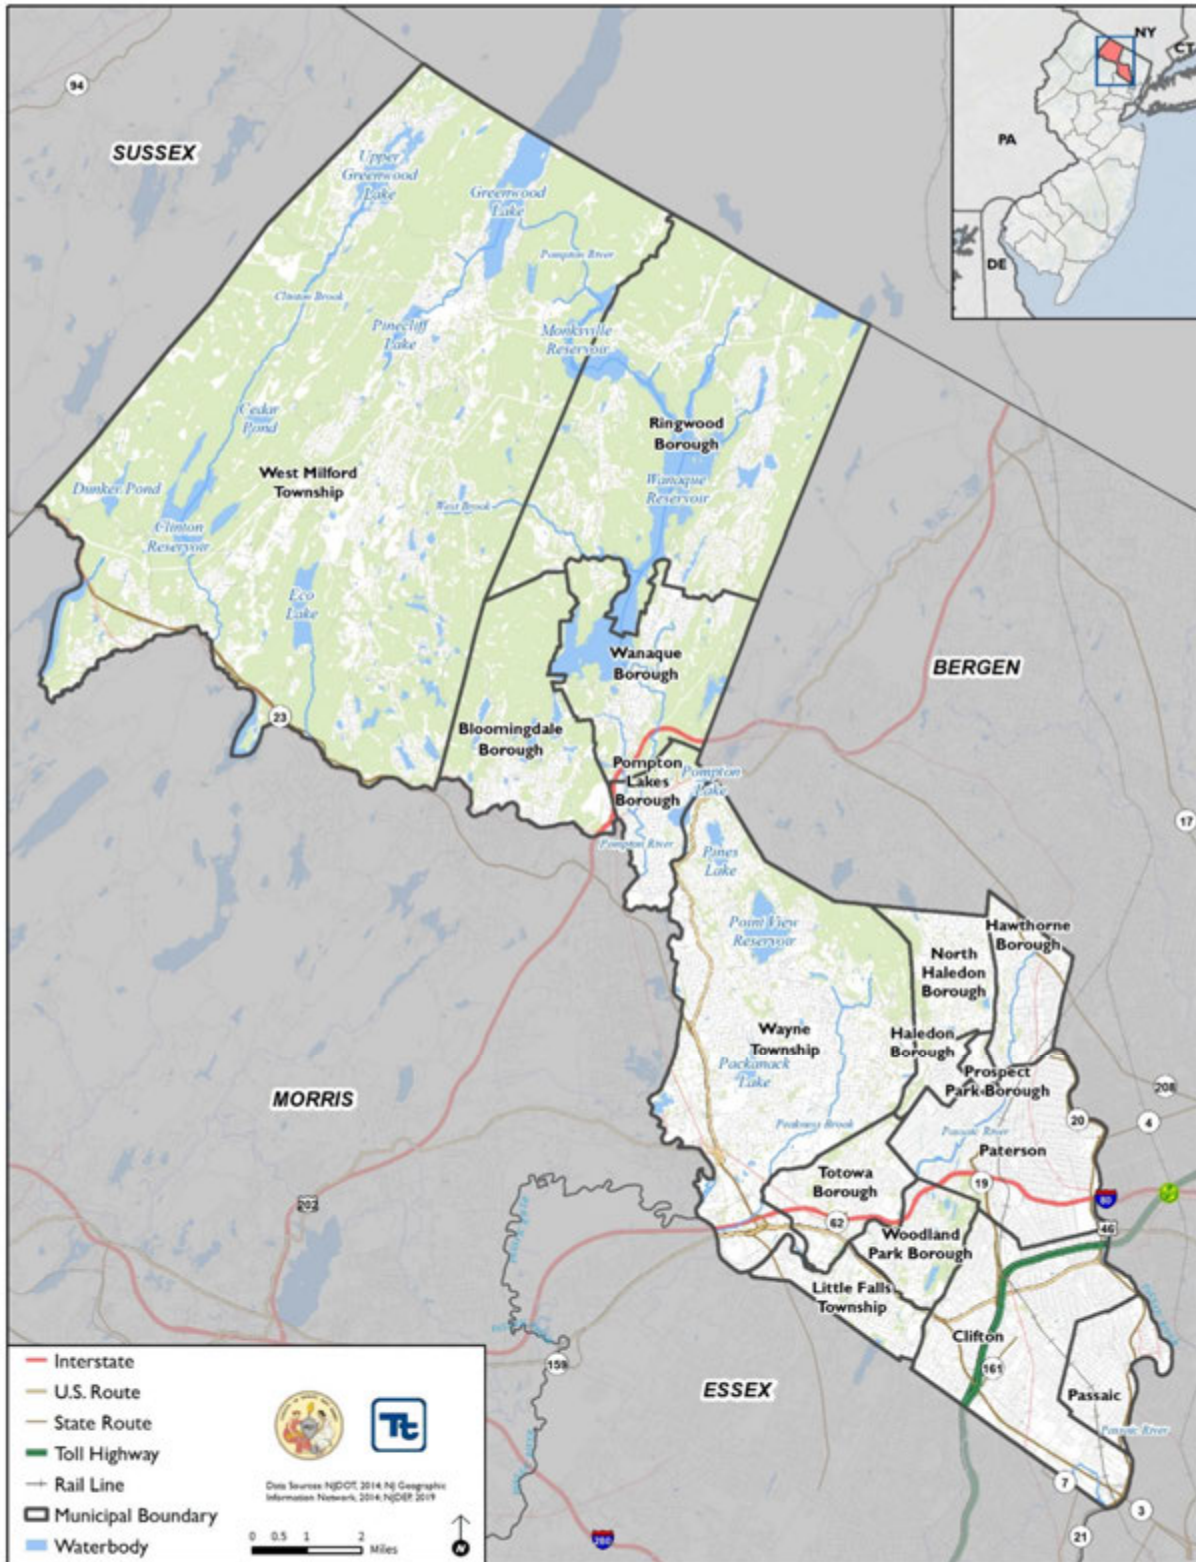 94
SUSSEX
NY
CT
PA
DE
Upper
Greenwood
Lake
Greenwood
Lake
Pompton River
Clinton Brook
Pinecliff
Lake
Monksville
Reservoir
Cedar
Pond
Ringwood
Borough
West Milford
Township
Dunker Pond
Wanaque
Reservoir
West Brook
Clinton
Reservoir
Eco
Lake
Wanaque
Borough
BERGEN
23
Bloomingdale
Borough
Pompton
Lakes
Borough
Pompton
Lake
17
Pompton River
Pines
Lake
Point View
Reservoir
Hawthorne
Borough
North
Haledon
Borough
Wayne
Township
Haledon
Borough
Packanack
Lake
Prospect
Park Borough
MORRIS
208
20
4
Peakness Brook
Passaic River
Paterson
Totowa
Borough
19
80
202
62
46
Woodland
Park Borough
Little Falls
Township
Clifton
159
161
ESSEX
Passaic
Passaic River
7
3
21
280
Interstate
U.S. Route
State Route
Toll Highway
Rail Line
Municipal Boundary
Waterbody
Tt
Data Sources: NJDOT, 2014; NJ Geographic
Information Network, 2014; NJDEP, 2019
0 0.5 1 2
Miles
N